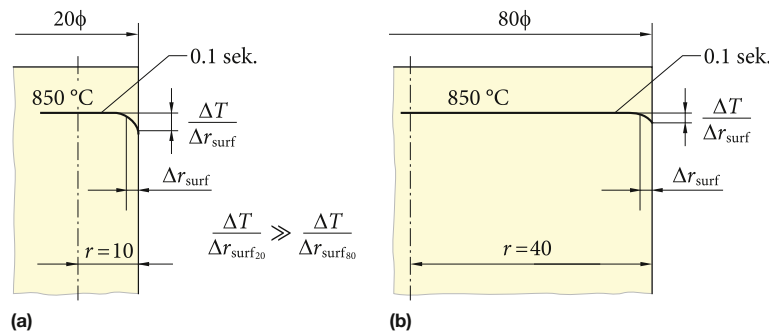 20ϕ
0.1 sek.
850 °C
ΔT
Δr_surf
Δr_surf
r = 10
(a)
ΔT/Δr_surf₂₀ ≫ ΔT/Δr_surf₈₀
80ϕ
0.1 sek.
850 °C
ΔT
Δr_surf
Δr_surf
r = 40
(b)